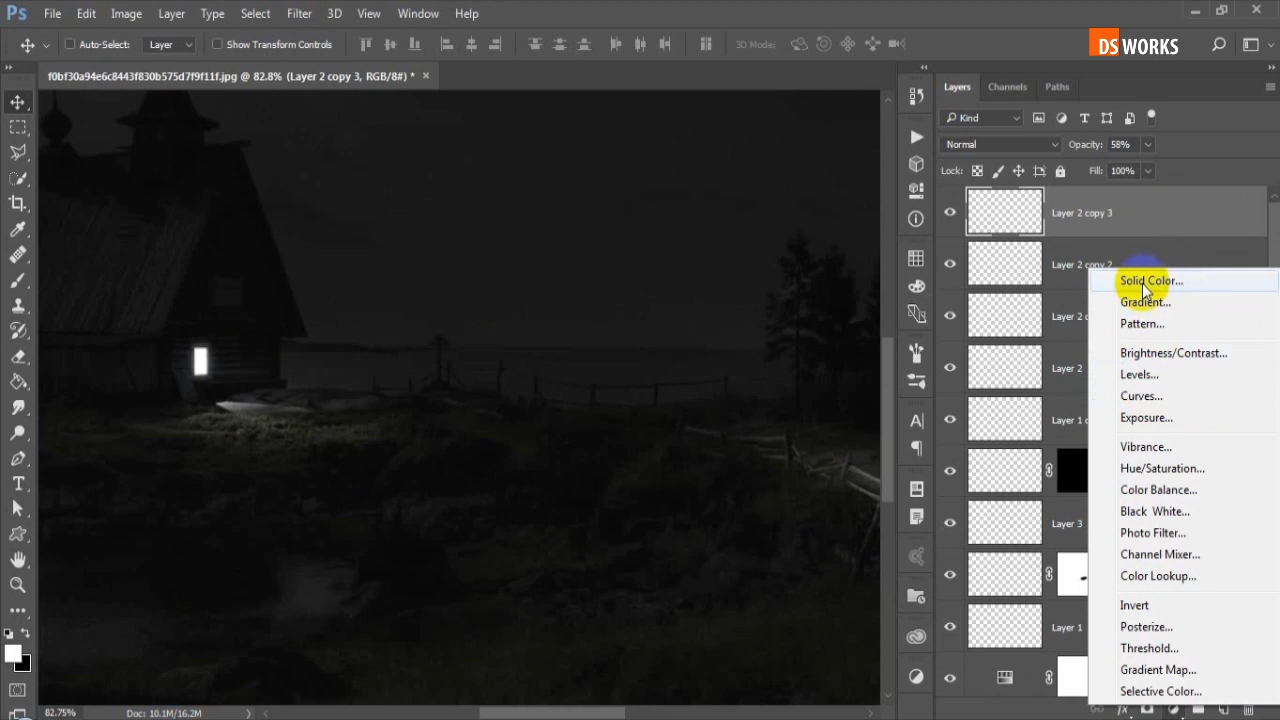 Ps File Edit Image Layer Type Select Filter 3D View Window Help
Auto-Select: Layer Show Transform Controls 3D Mode:
DS WORKS
f0bf30a94e6c8443f830b575d7f9f11f.jpg @ 82.8% (Layer 2 copy 3, RGB/8#) *
Layers Channels Paths
Kind
Normal Opacity: 58%
Lock: Fill: 100%
Layer 2 copy 3
Layer 2 copy 2
Solid Color...
Gradient...
Layer 2 c
Pattern...
Brightness/Contrast...
Layer 2
Levels...
Curves...
Layer 1 c
Exposure...
Vibrance...
Hue/Saturation...
Color Balance...
Black White...
Layer 3
Photo Filter...
Channel Mixer...
Color Lookup...
Invert
Layer 1
Posterize...
Threshold...
Gradient Map...
Selective Color...
82.75% Doc: 10.1M/16.2M